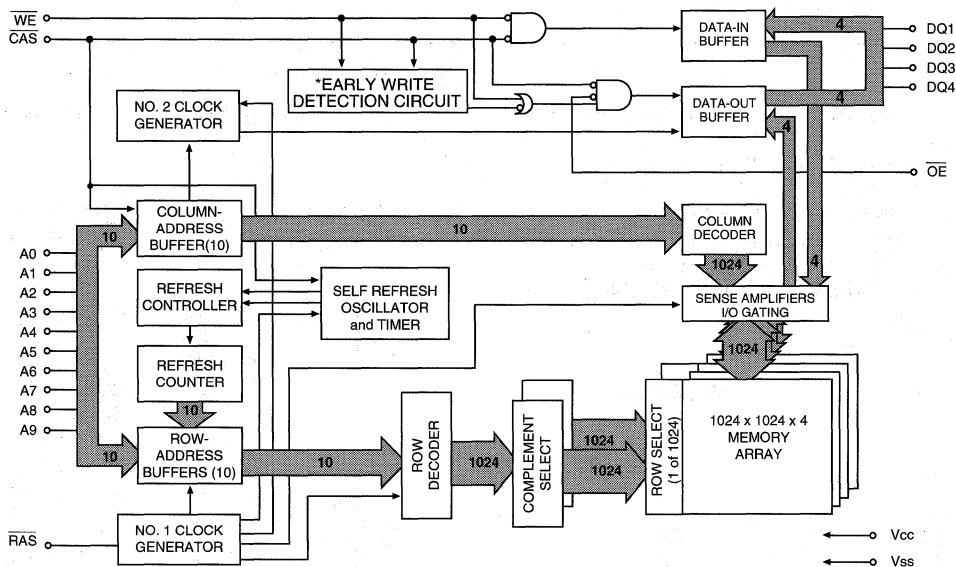 WE
CAS
DATA-IN
BUFFER
4
DQ1
DQ2
DQ3
DQ4
*EARLY WRITE
DETECTION CIRCUIT
NO. 2 CLOCK
GENERATOR
DATA-OUT
BUFFER
4
4
OE
COLUMN-
ADDRESS
BUFFER(10)
10
10
COLUMN
DECODER
1024
4
A0
A1
A2
A3
A4
A5
A6
A7
A8
A9
REFRESH
CONTROLLER
SELF REFRESH
OSCILLATOR
and TIMER
SENSE AMPLIFIERS
I/O GATING
1024
REFRESH
COUNTER
10
ROW-
ADDRESS
BUFFERS (10)
10
10
ROW
DECODER
1024
COMPLEMENT
SELECT
1024
1024
ROW SELECT
(1 of 1024)
1024 x 1024 x 4
MEMORY
ARRAY
RAS
NO. 1 CLOCK
GENERATOR
Vcc
Vss